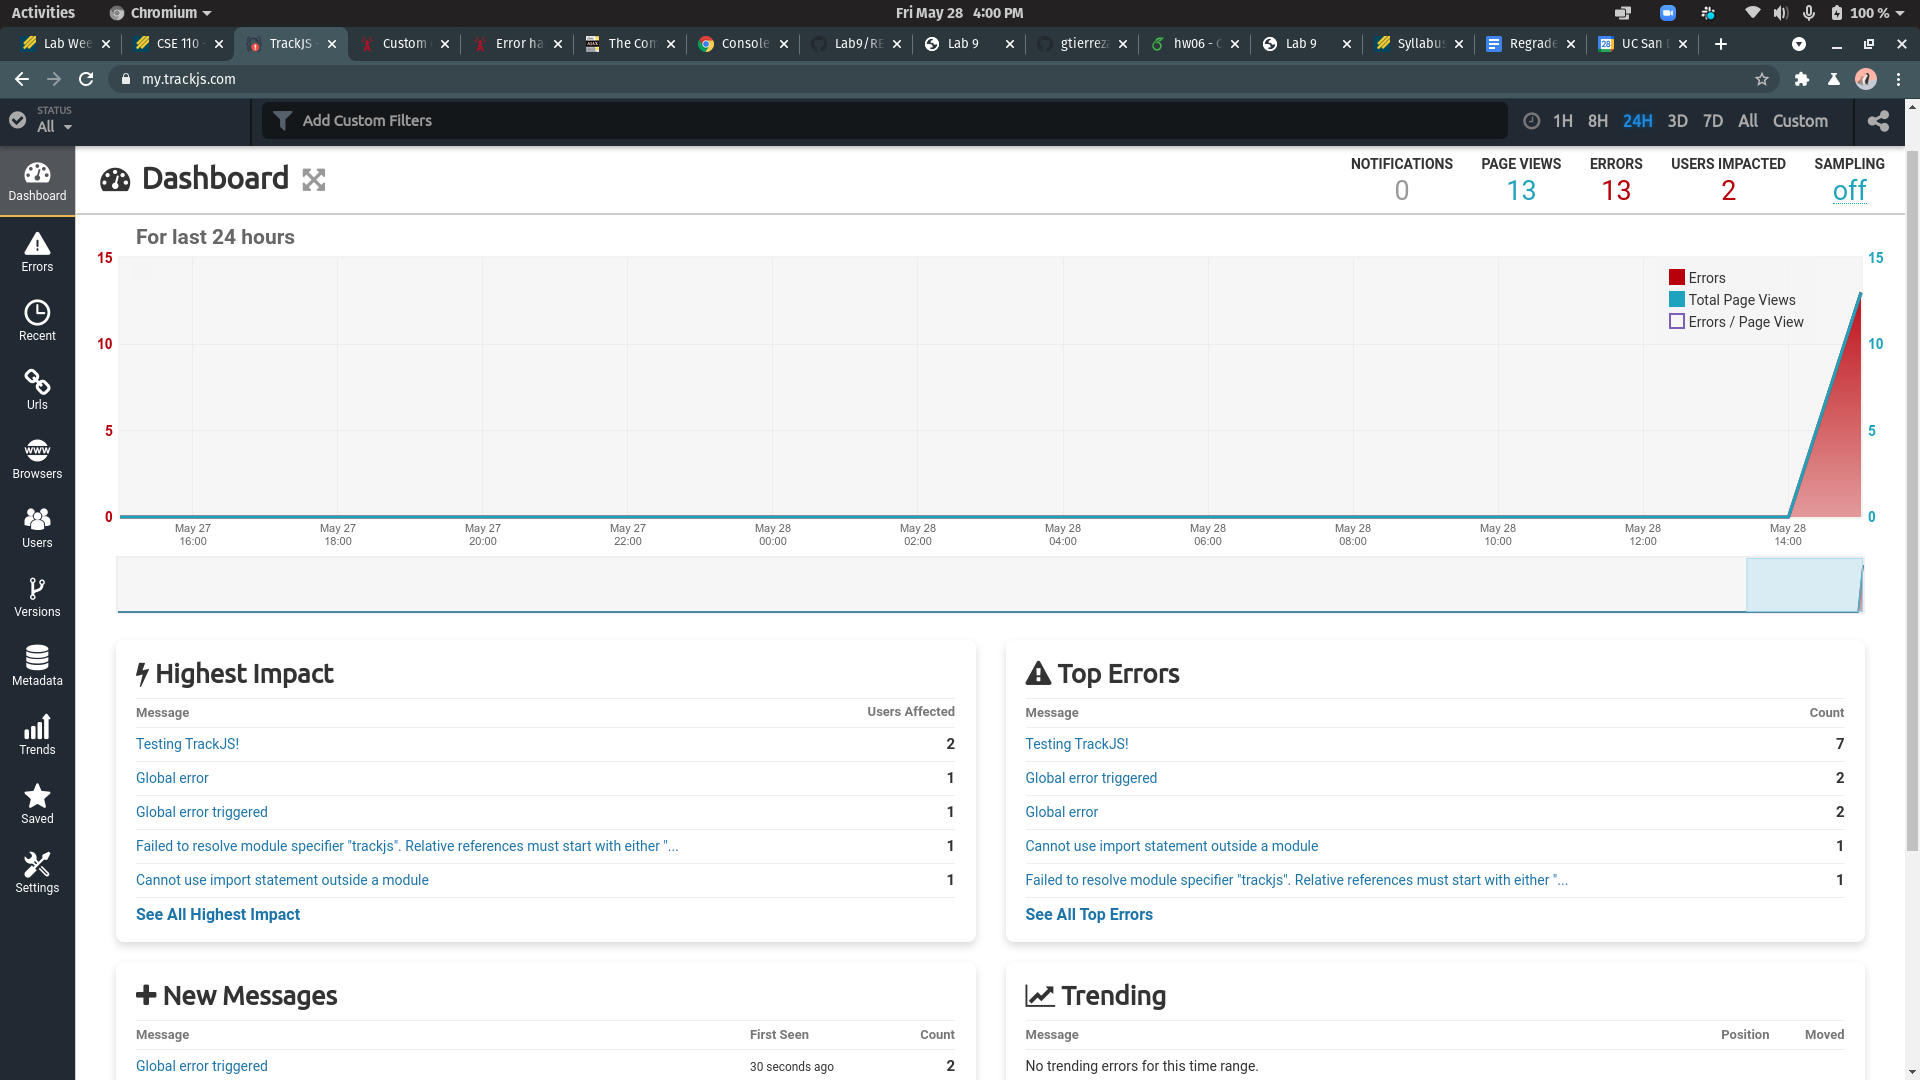 Activities Chromium Fri May 28 4:00 PM 100 %
Lab Wee CSE 110 - TrackJS - Custom Error ha The Com Console Lab9/RE Lab 9 gtierreza hw06 - C Lab 9 Syllabus Regrade UC San
my.trackjs.com
STATUS
All
Add Custom Filters 1H 8H 24H 3D 7D All Custom
Dashboard
Errors
Recent
Urls
WWW
Browsers
Users
Versions
Metadata
Trends
Saved
Settings
Dashboard
NOTIFICATIONS PAGE VIEWS ERRORS USERS IMPACTED SAMPLING
0 13 13 2 off
For last 24 hours
15 15
Errors
Total Page Views
Errors / Page View
10 10
5 5
0 0
May 27 May 27 May 27 May 27 May 28 May 28 May 28 May 28 May 28 May 28 May 28 May 28
16:00 18:00 20:00 22:00 00:00 02:00 04:00 06:00 08:00 10:00 12:00 14:00
Highest Impact
Message Users Affected
Testing TrackJS! 2
Global error 1
Global error triggered 1
Failed to resolve module specifier "trackjs". Relative references must start with either "... 1
Cannot use import statement outside a module 1
See All Highest Impact
Top Errors
Message Count
Testing TrackJS! 7
Global error triggered 2
Global error 2
Cannot use import statement outside a module 1
Failed to resolve module specifier "trackjs". Relative references must start with either "... 1
See All Top Errors
New Messages
Message First Seen Count
Global error triggered 30 seconds ago 2
Trending
Message Position Moved
No trending errors for this time range.